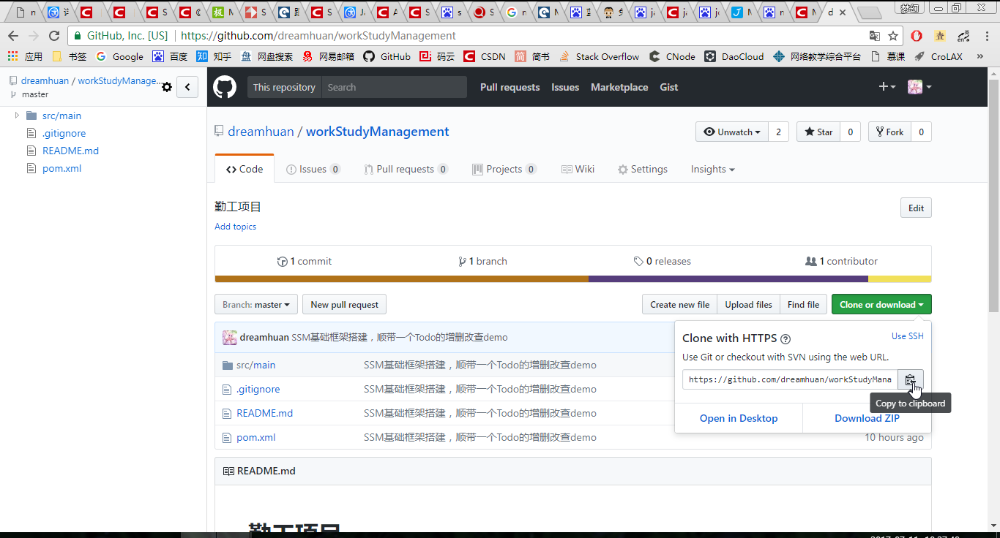 梦幻
GitHub, Inc. [US] https://github.com/dreamhuan/workStudyManagement
应用 书签 Google 百度 知乎 网盘搜索 网易邮箱 GitHub 码云 CSDN 简书 Stack Overflow CNode DaoCloud 网络教学综合平台 慕课 CroLAX »
dreamhuan / workStudyManage...
master
src/main
.gitignore
README.md
pom.xml
This repository Search Pull requests Issues Marketplace Gist
dreamhuan / workStudyManagement
Unwatch 2 Star 0 Fork 0
Code Issues 0 Pull requests 0 Projects 0 Wiki Settings Insights
勤工项目
Edit
Add topics
1 commit 1 branch 0 releases 1 contributor
Branch: master New pull request Create new file Upload files Find file Clone or download
dreamhuan SSM基础框架搭建，顺带一个Todo的增删改查demo
src/main SSM基础框架搭建，顺带一个Todo的增删改查demo
.gitignore SSM基础框架搭建，顺带一个Todo的增删改查demo
README.md SSM基础框架搭建，顺带一个Todo的增删改查demo
pom.xml SSM基础框架搭建，顺带一个Todo的增删改查demo 10 hours ago
Clone with HTTPS Use SSH
Use Git or checkout with SVN using the web URL.
https://github.com/dreamhuan/workStudyMana
Copy to clipboard
Open in Desktop Download ZIP
README.md
勤工项目